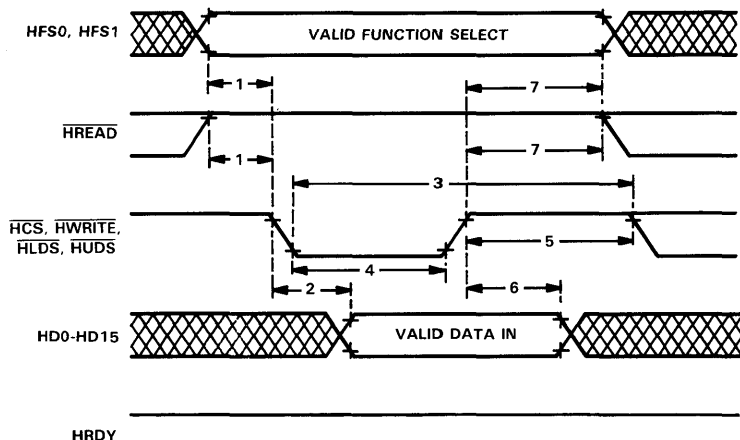 HFS0, HFS1
VALID FUNCTION SELECT
1
7
HREAD
1
7
3
HCS, HWRITE,
HLDS, HUDS
5
4
2
6
HD0-HD15
VALID DATA IN
HRDY